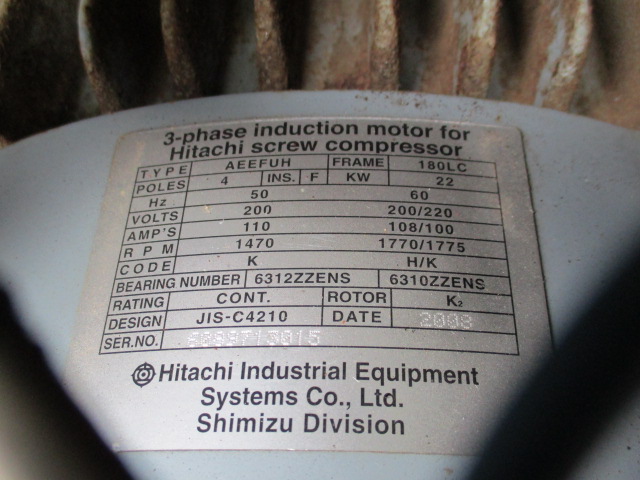 3-phase induction motor for
Hitachi screw compressor
TYPE AEEFUH FRAME 180LC
POLES 4 INS. F KW 22
Hz 50 60
VOLTS 200 200/220
AMP'S 110 108/100
RPM 1470 1770/1775
CODE K H/K
BEARING NUMBER 6312ZZENS 6310ZZENS
RATING CONT. ROTOR K₂
DESIGN JIS-C4210 DATE 2008
SER.NO.
Hitachi Industrial Equipment
Systems Co., Ltd.
Shimizu Division